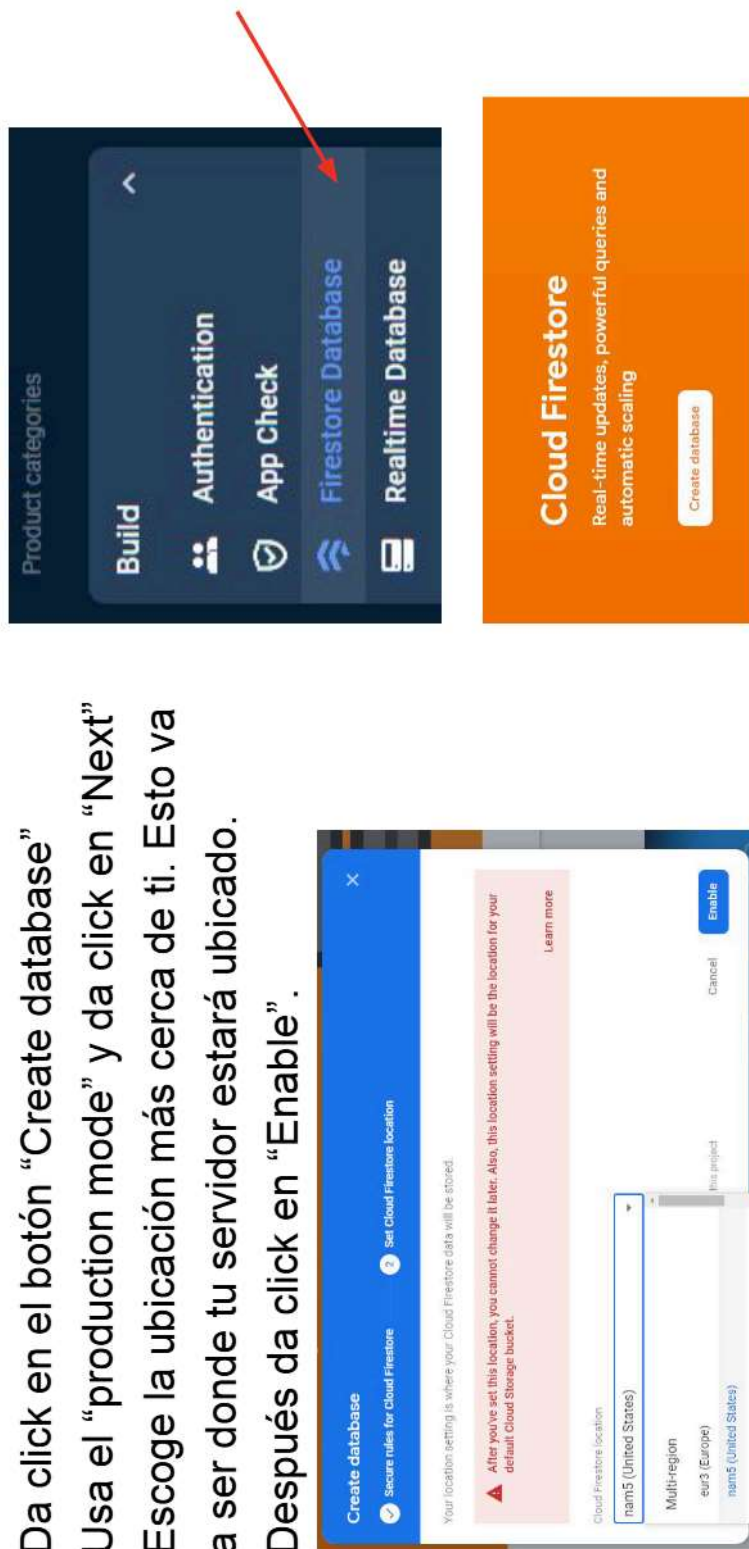 Da click en el botón “Create database”
Usa el “production mode” y da click en “Next”
Escoge la ubicación más cerca de ti. Esto va
a ser donde tu servidor estará ubicado.
Después da click en “Enable”.
Product categories
Build
Authentication
App Check
Firestore Database
Realtime Database
Cloud Firestore
Real-time updates, powerful queries and
automatic scaling
Create database
Create database
Secure rules for Cloud Firestore
2 Set Cloud Firestore location
Your location setting is where your Cloud Firestore data will be stored.
After you've set this location, you cannot change it later. Also, this location setting will be the location for your
default Cloud Storage bucket.
Learn more
Cloud Firestore location
nam5 (United States)
Multi-region
eur3 (Europe)
nam5 (United States)
this project
Cancel
Enable